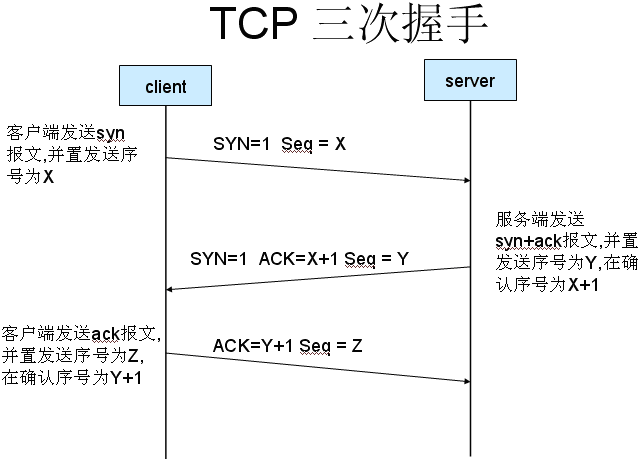 TCP 三次握手
client
server
客户端发送syn
报文,并置发送序
号为X
SYN=1 Seq = X
服务端发送
syn+ack报文,并置
发送序号为Y,在确
认序号为X+1
SYN=1 ACK=X+1 Seq = Y
客户端发送ack报文,
并置发送序号为Z,
在确认序号为Y+1
ACK=Y+1 Seq = Z